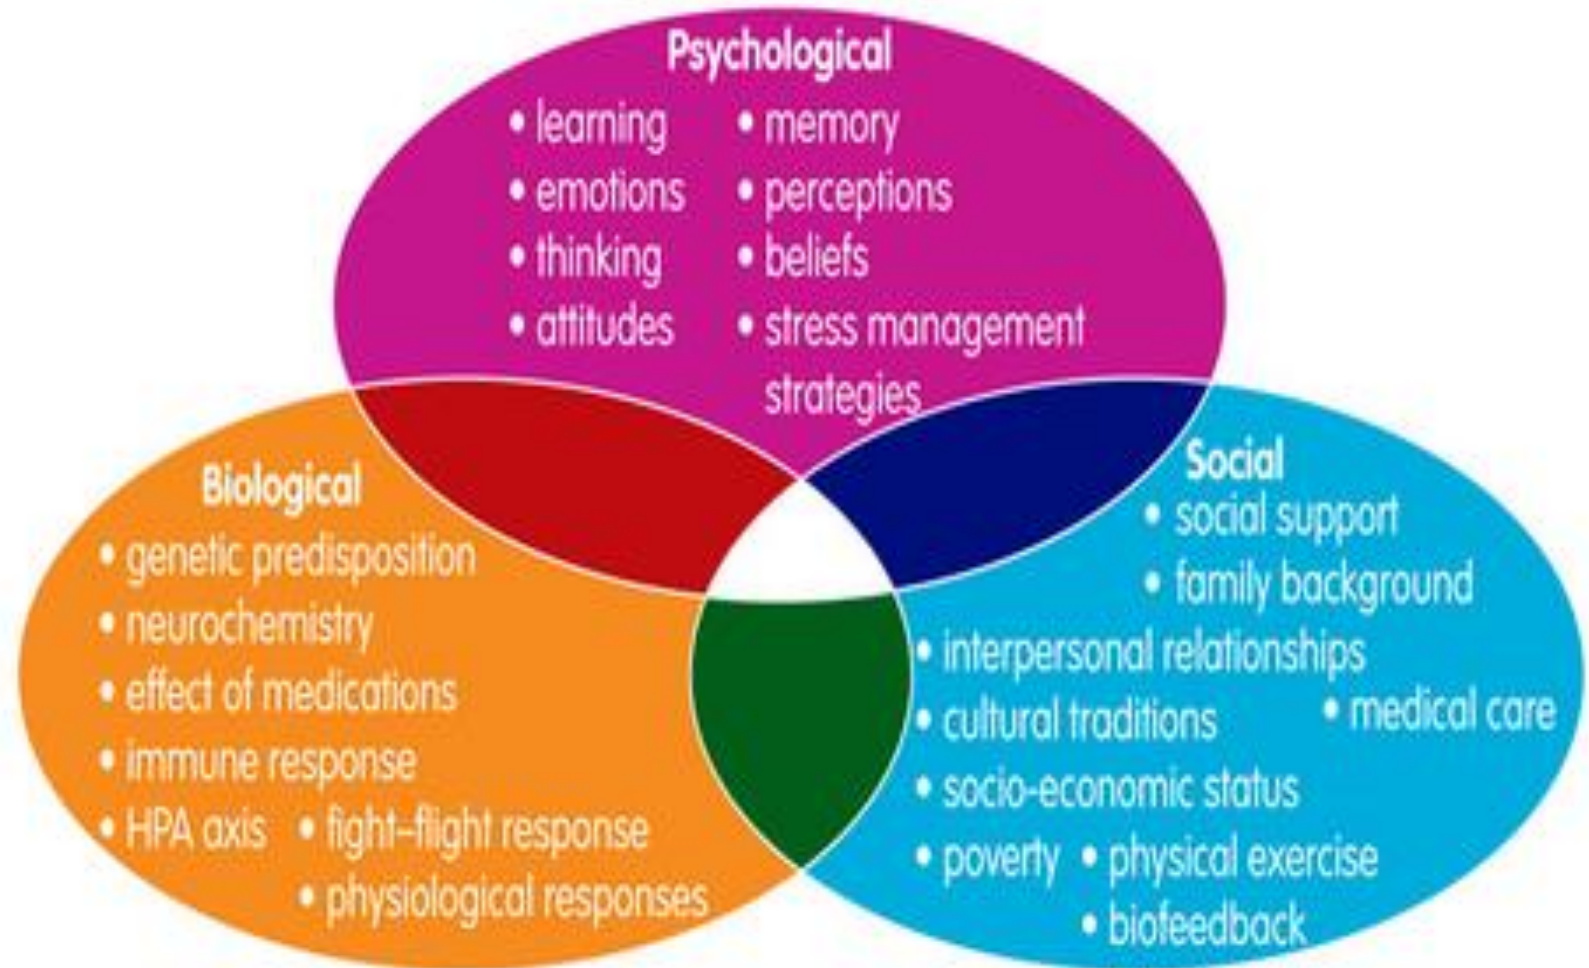 Psychological
• learning
• emotions
• thinking
• attitudes
• memory
• perceptions
• beliefs
• stress management
strategies
Biological
• genetic predisposition
• neurochemistry
• effect of medications
• immune response
• HPA axis • fight–flight response
• physiological responses
Social
• social support
• family background
• interpersonal relationships
• medical care
• cultural traditions
• socio-economic status
• poverty • physical exercise
• biofeedback